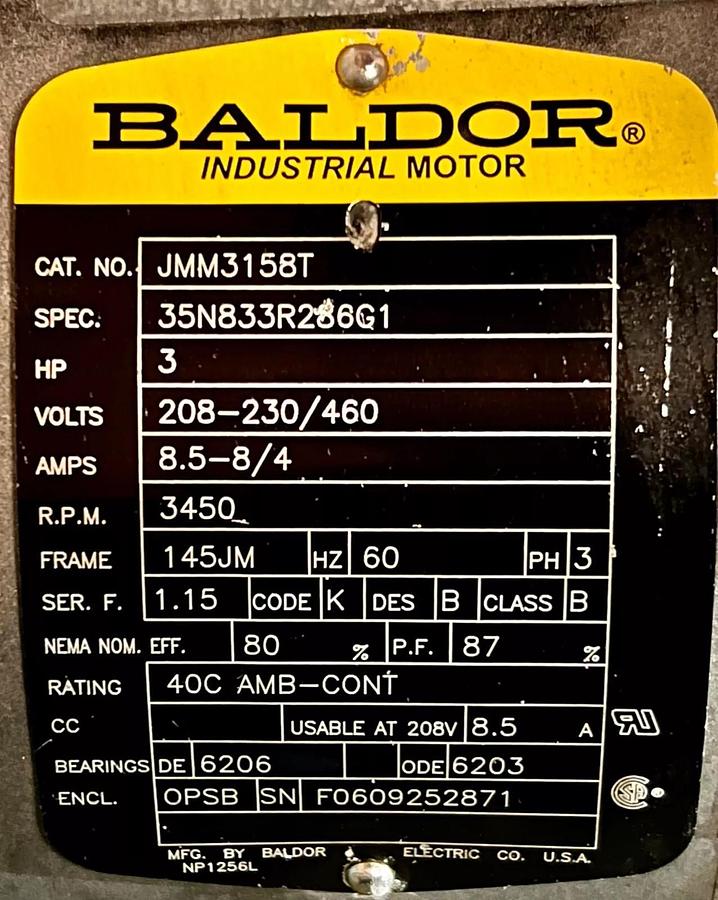 BALDOR®
INDUSTRIAL MOTOR
CAT. NO. JMM3158T
SPEC. 35N833R286G1
HP 3
VOLTS 208-230/460
AMPS 8.5-8/4
R.P.M. 3450
FRAME 145JM HZ 60 PH 3
SER. F. 1.15 CODE K DES B CLASS B
NEMA NOM. EFF. 80 % P.F. 87 %
RATING 40C AMB-CONT
CC USABLE AT 208V 8.5 A
BEARINGS DE 6206 ODE 6203
ENCL. OPSB SN F0609252871
MFG. BY BALDOR ELECTRIC CO. U.S.A.
NP1256L